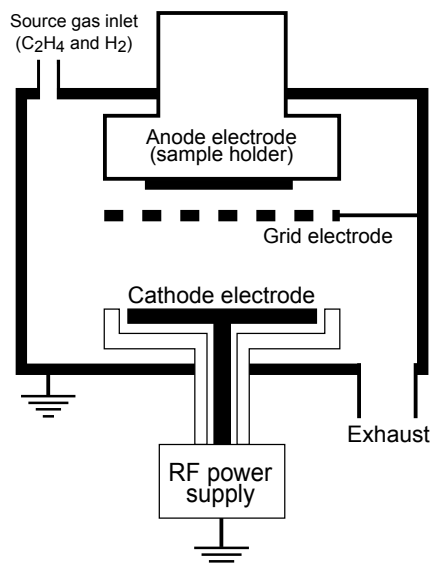 Source gas inlet
(C₂H₄ and H₂)
Anode electrode
(sample holder)
Grid electrode
Cathode electrode
Exhaust
RF power
supply